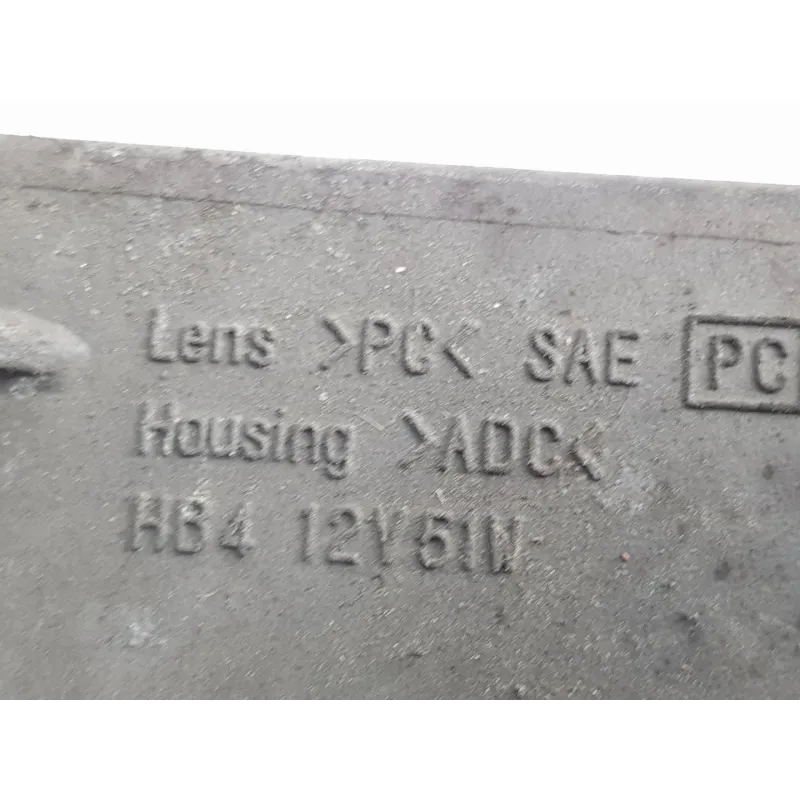 Lens >PC< SAE PC
Housing >ADC<
HB4 12V51W